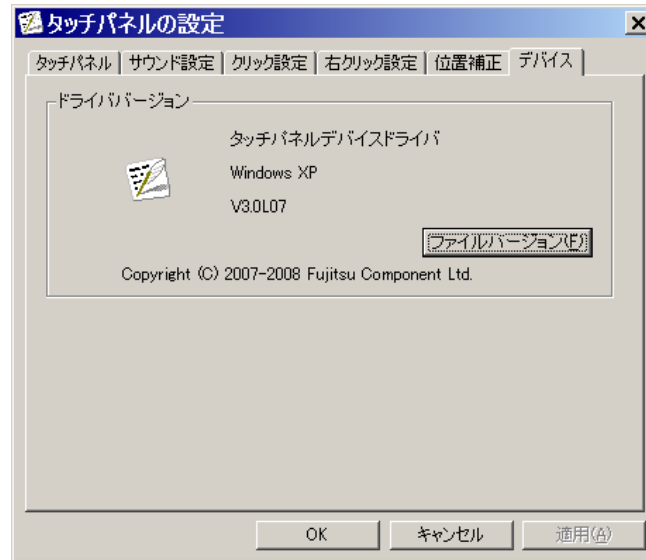 タッチパネルの設定
タッチパネル サウンド設定 クリック設定 右クリック設定 位置補正 デバイス
ドライババージョン
タッチパネルデバイスドライバ
Windows XP
V3.0L07
ファイルバージョン(F)
Copyright (C) 2007-2008 Fujitsu Component Ltd.
OK キャンセル 適用(A)